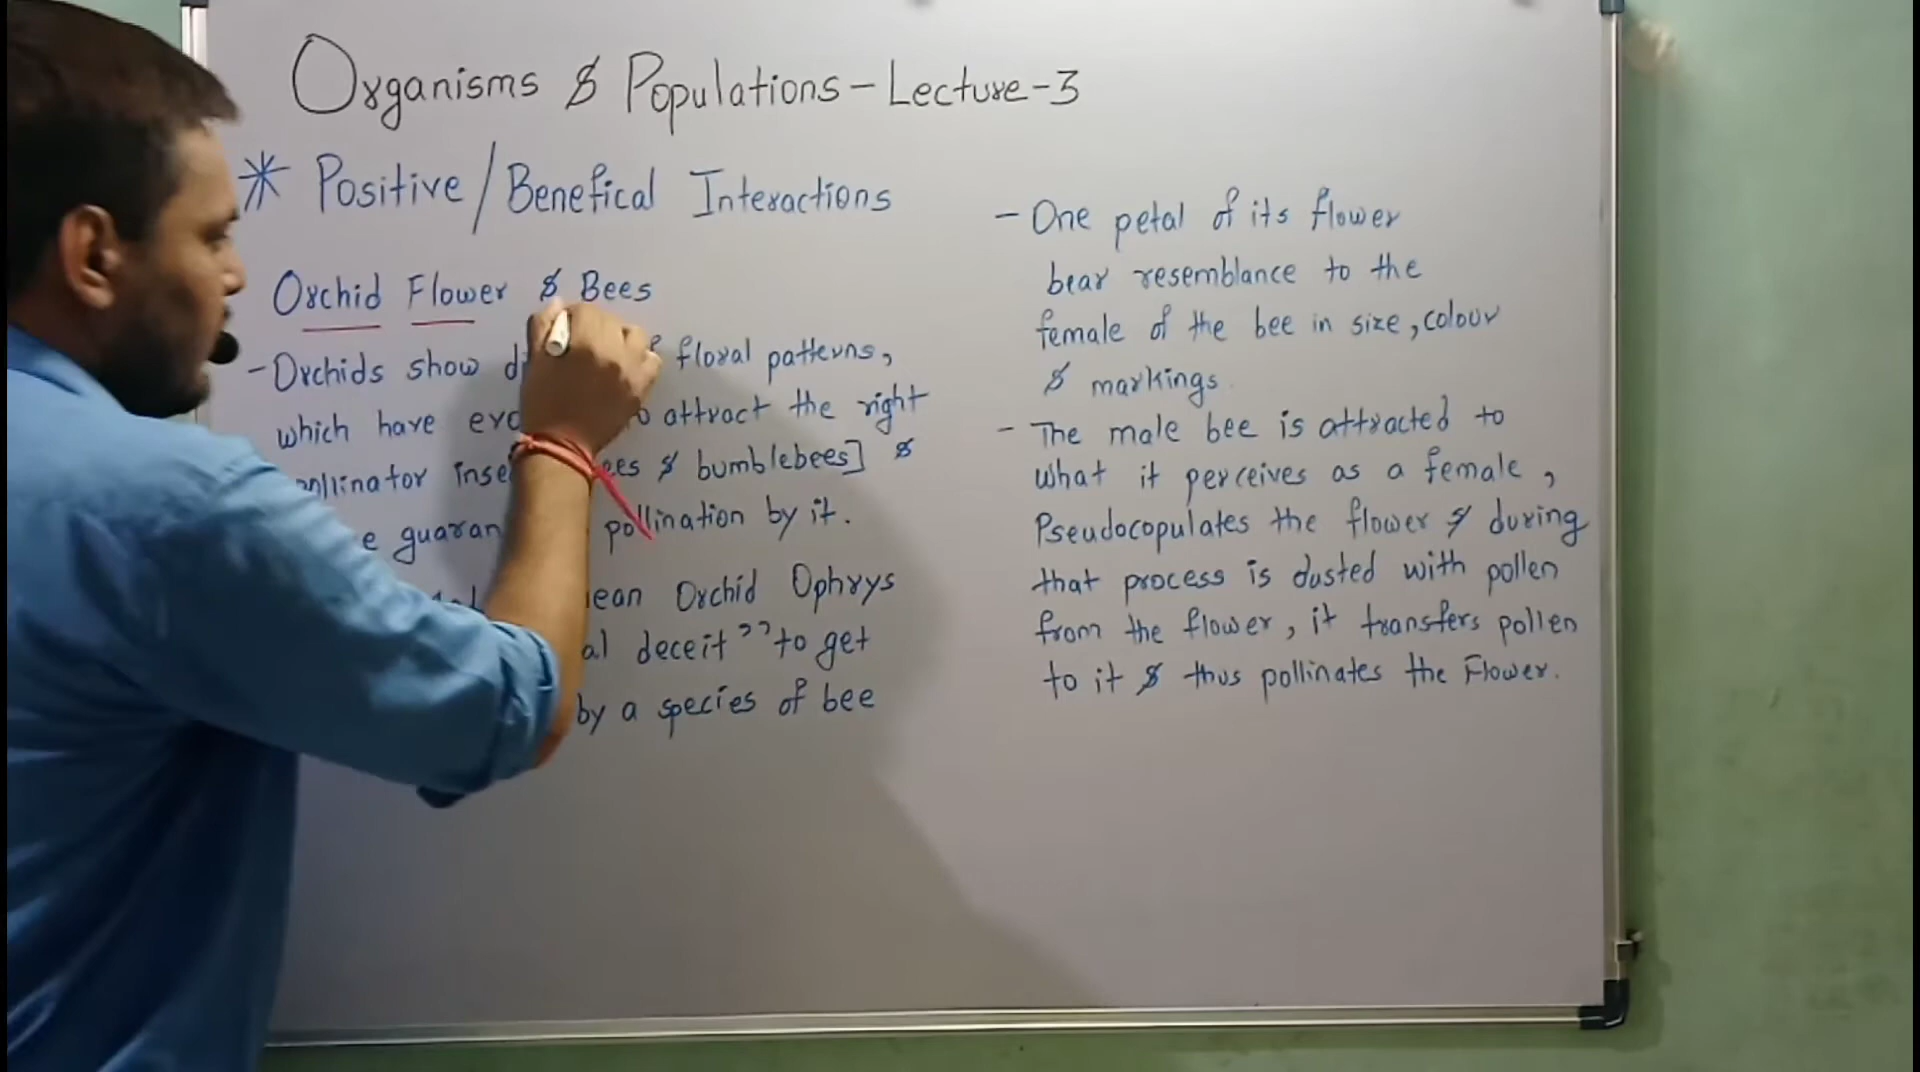 Organisms & Populations - Lecture-3
* Positive/Benefical Interactions
Orchid Flower & Bees
- Orchids show floral patterns,
which have attract the right
bumblebees] &
pollination by it.
Orchid Ophrys
deceit” to get
by a species of bee
- One petal of its flower
bear resemblance to the
female of the bee in size, colour
& markings.
- The male bee is attracted to
what it perceives as a female,
Pseudocopulates the flower & during
that process is dusted with pollen
from the flower, it transfers pollen
to it & thus pollinates the Flower.